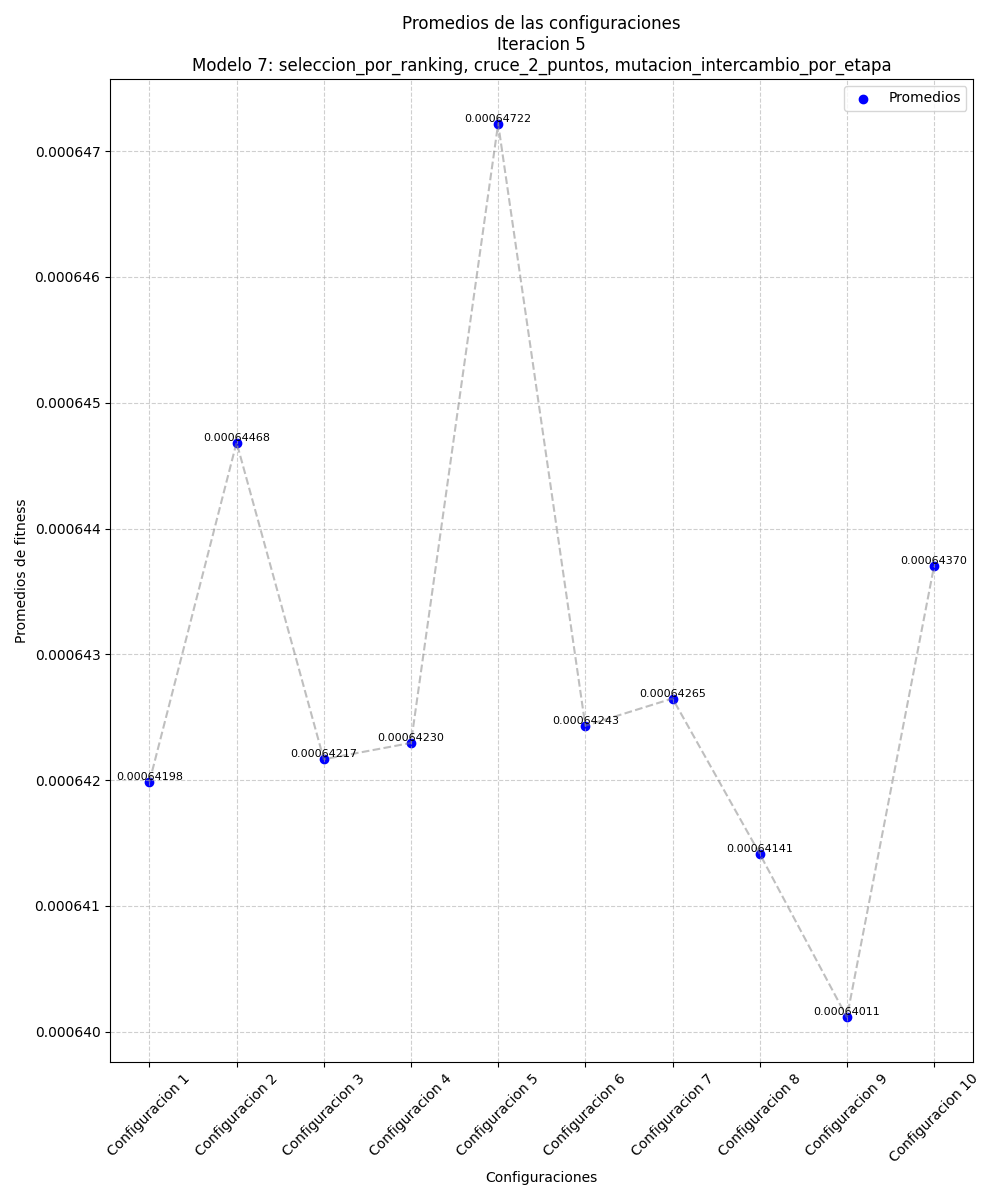 Promedios de las configuraciones
Iteracion 5
Modelo 7: seleccion_por_ranking, cruce_2_puntos, mutacion_intercambio_por_etapa
Promedios
0.000647
0.000646
0.000645
0.000644
0.000643
0.000642
0.000641
0.000640
Promedios de fitness
0.00064198
0.00064468
0.00064217
0.00064230
0.00064722
0.00064243
0.00064265
0.00064141
0.00064011
0.00064370
Configuracion 1
Configuracion 2
Configuracion 3
Configuracion 4
Configuracion 5
Configuracion 6
Configuracion 7
Configuracion 8
Configuracion 9
Configuracion 10
Configuraciones